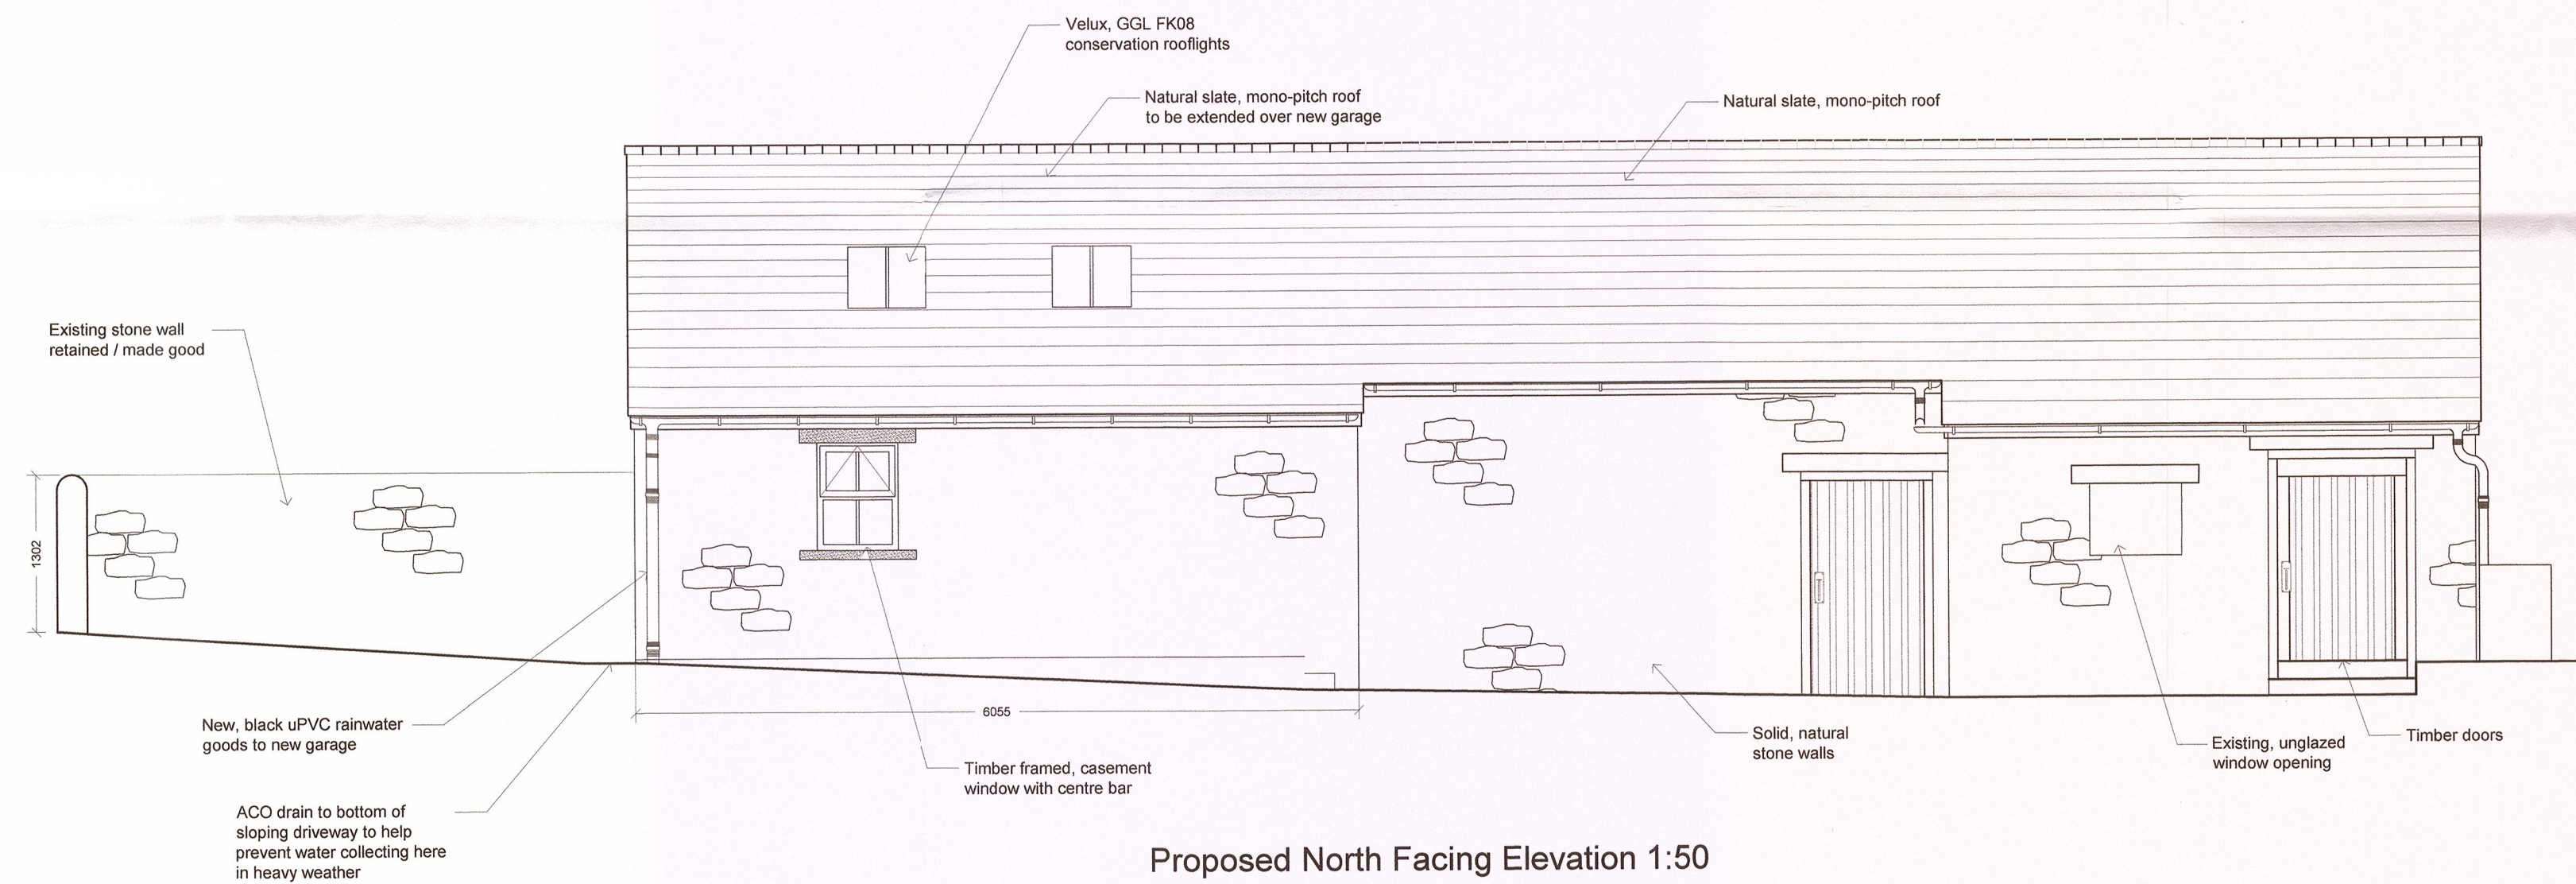 Velux, GGL FK08
conservation rooflights
Natural slate, mono-pitch roof
to be extended over new garage
Natural slate, mono-pitch roof
Existing stone wall
retained / made good
1302
6055
New, black uPVC rainwater
goods to new garage
Timber framed, casement
window with centre bar
Solid, natural
stone walls
Existing, unglazed
window opening
Timber doors
ACO drain to bottom of
sloping driveway to help
prevent water collecting here
in heavy weather
Proposed North Facing Elevation 1:50